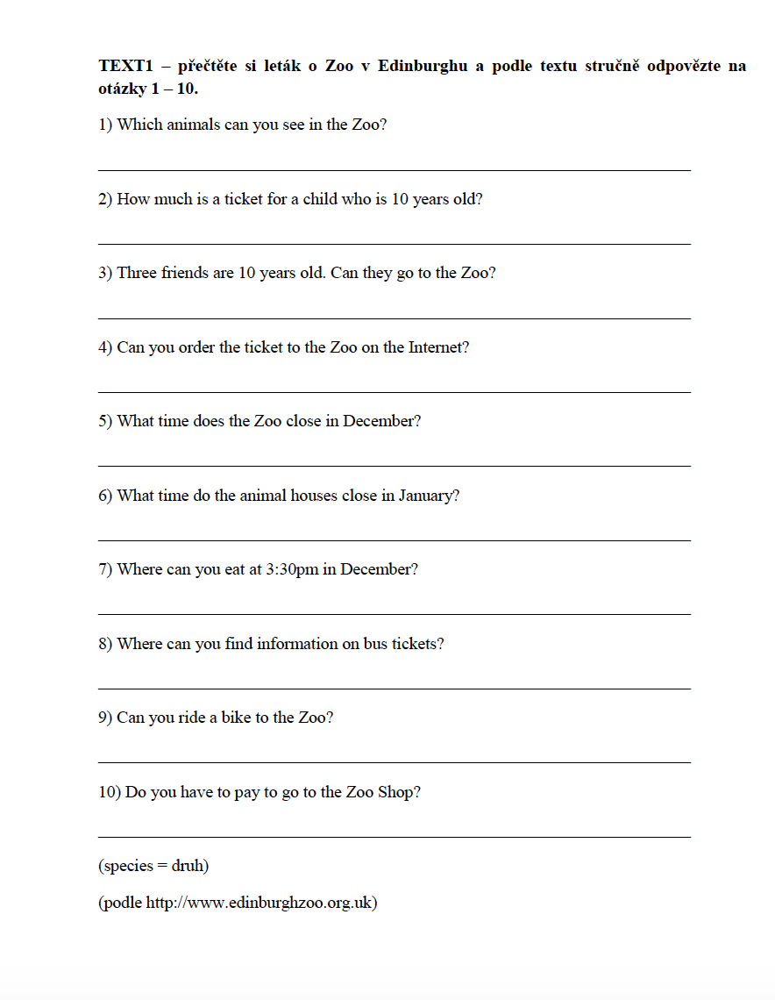 TEXT1 – přečtěte si leták o Zoo v Edinburghu a podle textu stručně odpovězte na
otázky 1 – 10.
1) Which animals can you see in the Zoo?
2) How much is a ticket for a child who is 10 years old?
3) Three friends are 10 years old. Can they go to the Zoo?
4) Can you order the ticket to the Zoo on the Internet?
5) What time does the Zoo close in December?
6) What time do the animal houses close in January?
7) Where can you eat at 3:30pm in December?
8) Where can you find information on bus tickets?
9) Can you ride a bike to the Zoo?
10) Do you have to pay to go to the Zoo Shop?
(species = druh)
(podle http://www.edinburghzoo.org.uk)